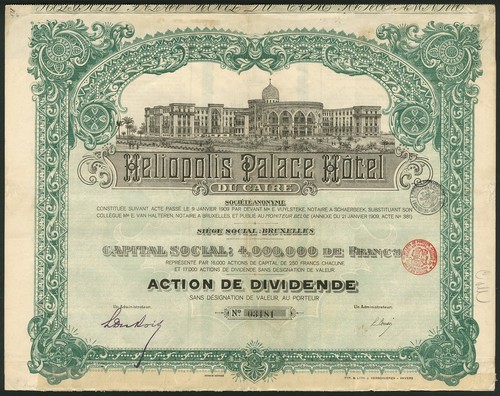 Heliopolis Palace Hôtel
DU CAIRE
SOCIÉTÉ ANONYME
CONSTITUÉE SUIVANT ACTE PASSÉ LE 9 JANVIER 1909 PAR DEVANT ME E. VUYLSTEKE, NOTAIRE A SCHAERBEEK, SUBSTITUANT SON
COLLÈGUE ME E. VAN HALTEREN, NOTAIRE A BRUXELLES ET PUBLIÉ AU MONITEUR BELGE (ANNEXE DU 21 JANVIER 1909, ACTE No 381)
SIÈGE SOCIAL: BRUXELLES
CAPITAL SOCIAL: 4,000,000 DE FRANCS
REPRÉSENTÉ PAR 16,000 ACTIONS DE CAPITAL DE 250 FRANCS CHACUNE
ET 17,000 ACTIONS DE DIVIDENDE SANS DÉSIGNATION DE VALEUR
ACTION DE DIVIDENDE
SANS DÉSIGNATION DE VALEUR, AU PORTEUR
Un Administrateur,
Un Administrateur,
No 03181